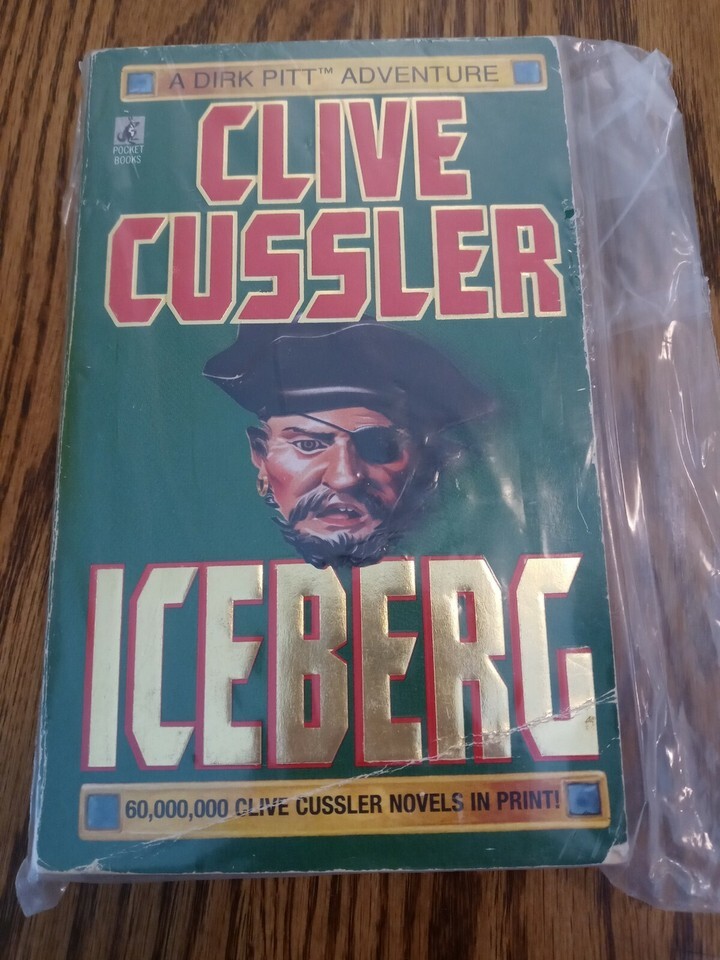 A DIRK PITT™ ADVENTURE
POCKET
BOOKS
CLIVE
CUSSLER
ICEBERG
60,000,000 CLIVE CUSSLER NOVELS IN PRINT!